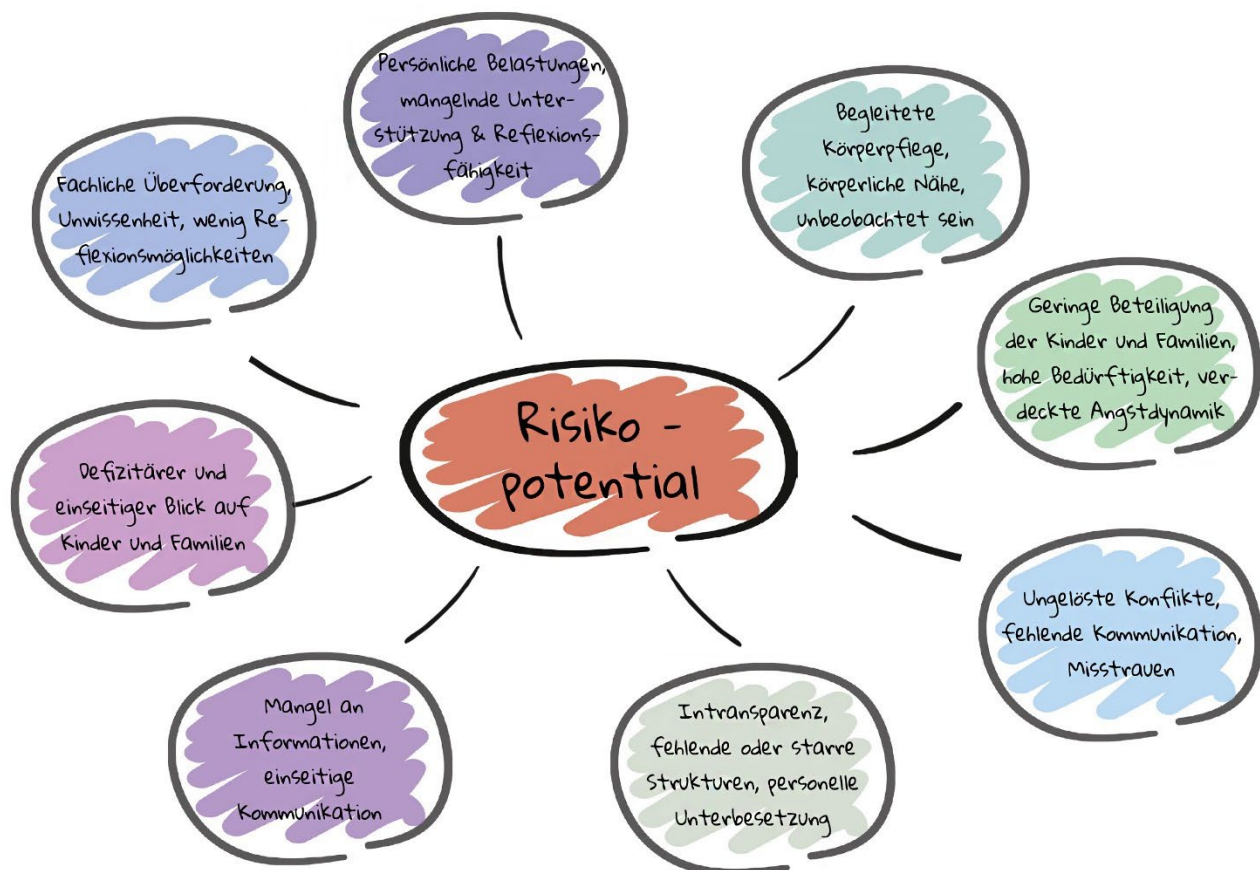 Persönliche Belastungen,
mangelnde Unter-
stützung & Reflexions-
fähigkeit
Begleitete
Körperpflege,
körperliche Nähe,
unbeobachtet sein
Fachliche Überforderung,
Unwissenheit, wenig Re-
flexionsmöglichkeiten
Geringe Beteiligung
der Kinder und Familien,
hohe Bedürftigkeit, ver-
deckte Angstdynamik
Risiko -
potential
Defizitärer und
einseitiger Blick auf
Kinder und Familien
Ungelöste Konflikte,
fehlende Kommunikation,
Misstrauen
Mangel an
Informationen,
einseitige
Kommunikation
Intransparenz,
fehlende oder starre
Strukturen, personelle
Unterbesetzung